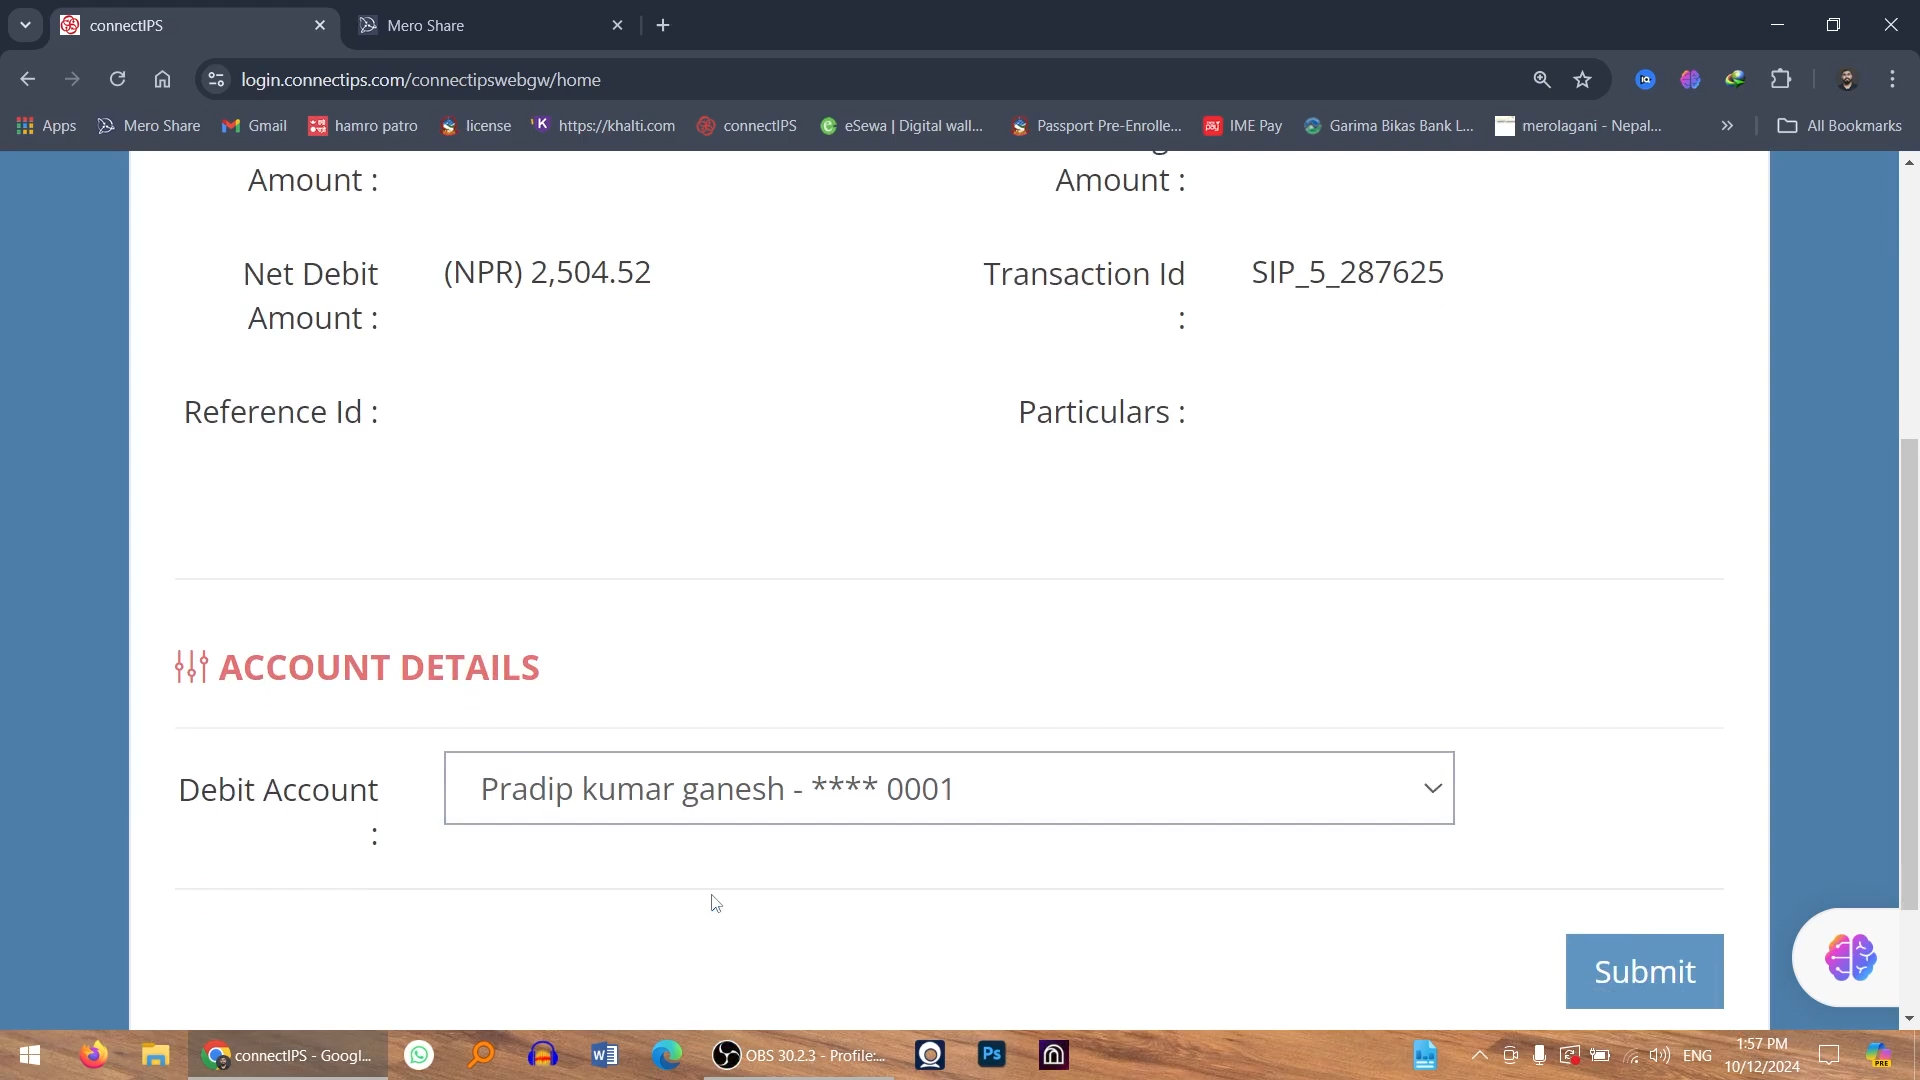 connectIPS
Mero Share
login.connectips.com/connectipswebgw/home
Apps
Mero Share
Gmail
hamro patro
license
K
https://khalti.com
connectIPS
eSewa | Digital wall...
Passport Pre-Enrolle...
pay
IME Pay
Garima Bikas Bank L...
merolagani - Nepal...
All Bookmarks
Amount :
Amount :
Net Debit
Amount :
(NPR) 2,504.52
Transaction Id
:
SIP_5_287625
Reference Id :
Particulars :
ACCOUNT DETAILS
Debit Account
:
Pradip kumar ganesh - **** 0001
Submit
connectIPS - Googl...
OBS 30.2.3 - Profile:...
Ps
ENG
1:57 PM
10/12/2024
PRE